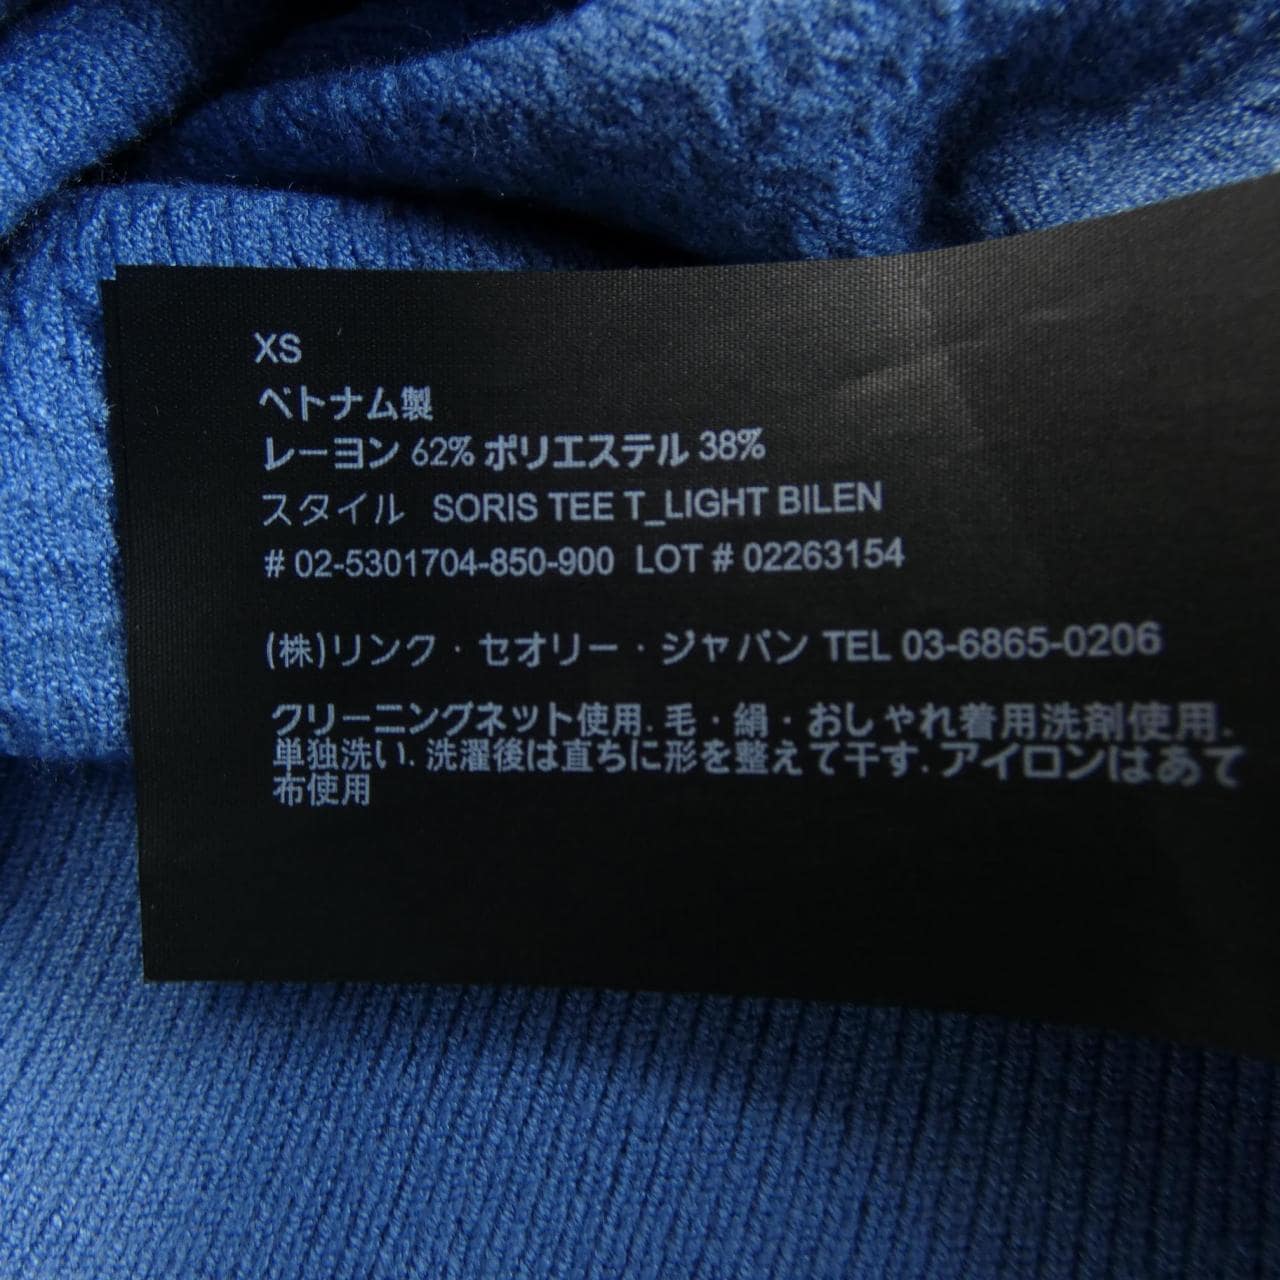 XS
ベトナム製
レーヨン 62% ポリエステル 38%
スタイル SORIS TEE T_LIGHT BILEN
# 02-5301704-850-900 LOT # 02263154
(株)リンク・セオリー・ジャパン TEL 03-6865-0206
クリーニングネット使用.毛・絹・おしゃれ着用洗剤使用.
単独洗い.洗濯後は直ちに形を整えて干す.アイロンはあて
布使用